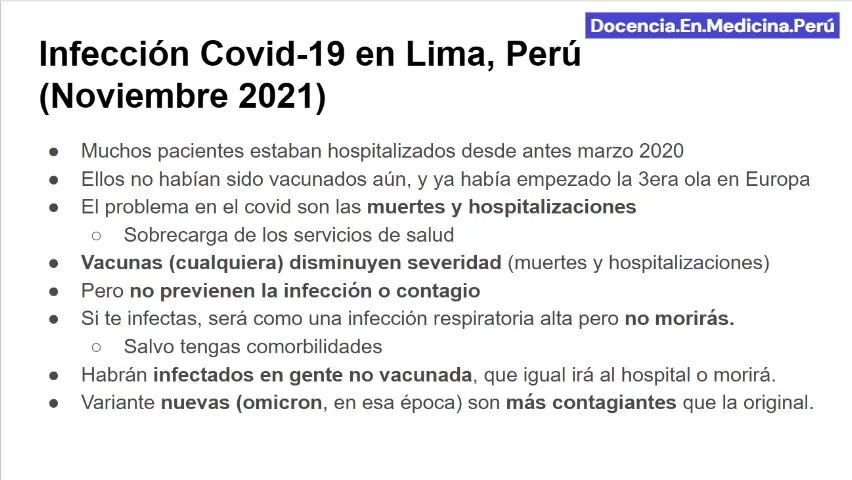 Docencia.En.Medicina.Perú
Infección Covid-19 en Lima, Perú
(Noviembre 2021)
● Muchos pacientes estaban hospitalizados desde antes marzo 2020
● Ellos no habían sido vacunados aún, y ya había empezado la 3era ola en Europa
● El problema en el covid son las muertes y hospitalizaciones
○ Sobrecarga de los servicios de salud
● Vacunas (cualquiera) disminuyen severidad (muertes y hospitalizaciones)
● Pero no previenen la infección o contagio
● Si te infectas, será como una infección respiratoria alta pero no morirás.
○ Salvo tengas comorbilidades
● Habrán infectados en gente no vacunada, que igual irá al hospital o morirá.
● Variante nuevas (omicron, en esa época) son más contagiantes que la original.